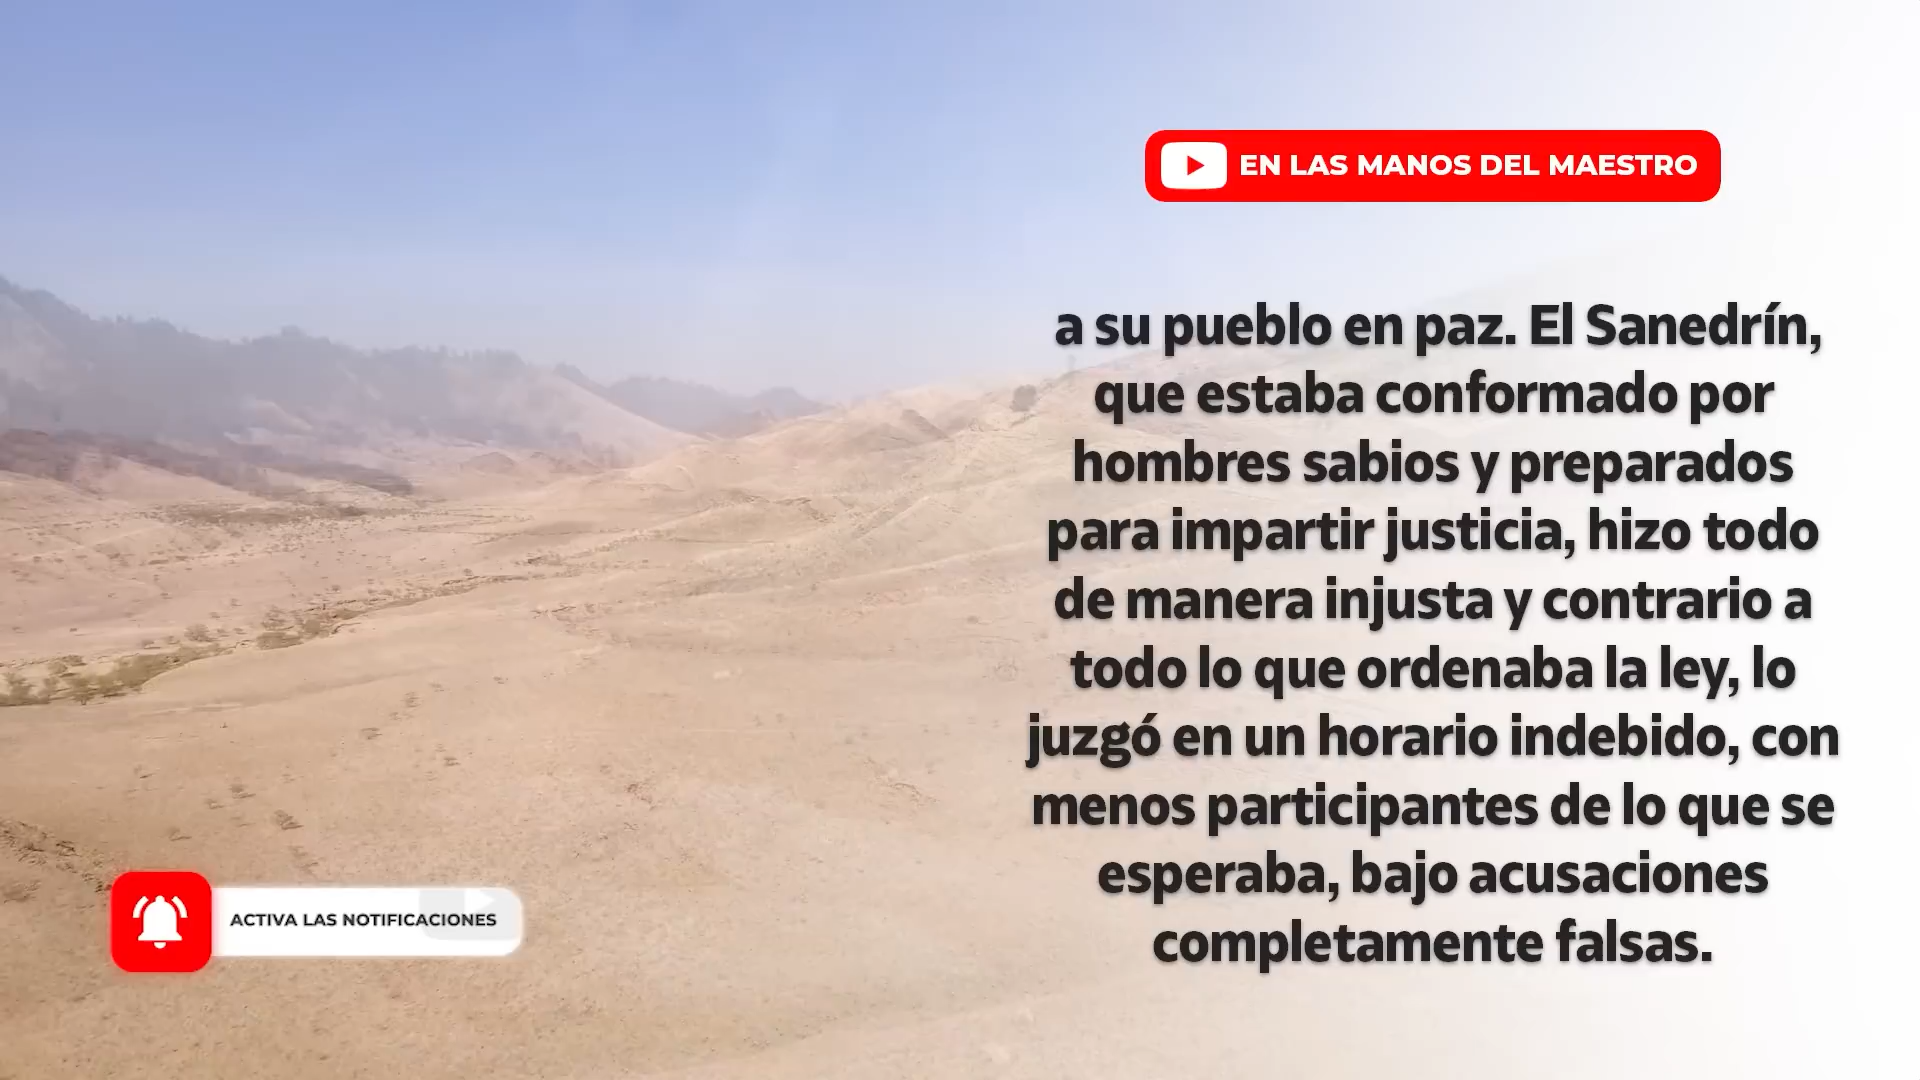 EN LAS MANOS DEL MAESTRO
a su pueblo en paz. El Sanedrín,
que estaba conformado por
hombres sabios y preparados
para impartir justicia, hizo todo
de manera injusta y contrario a
todo lo que ordenaba la ley, lo
juzgó en un horario indebido, con
menos participantes de lo que se
esperaba, bajo acusaciones
completamente falsas.
ACTIVA LAS NOTIFICACIONES